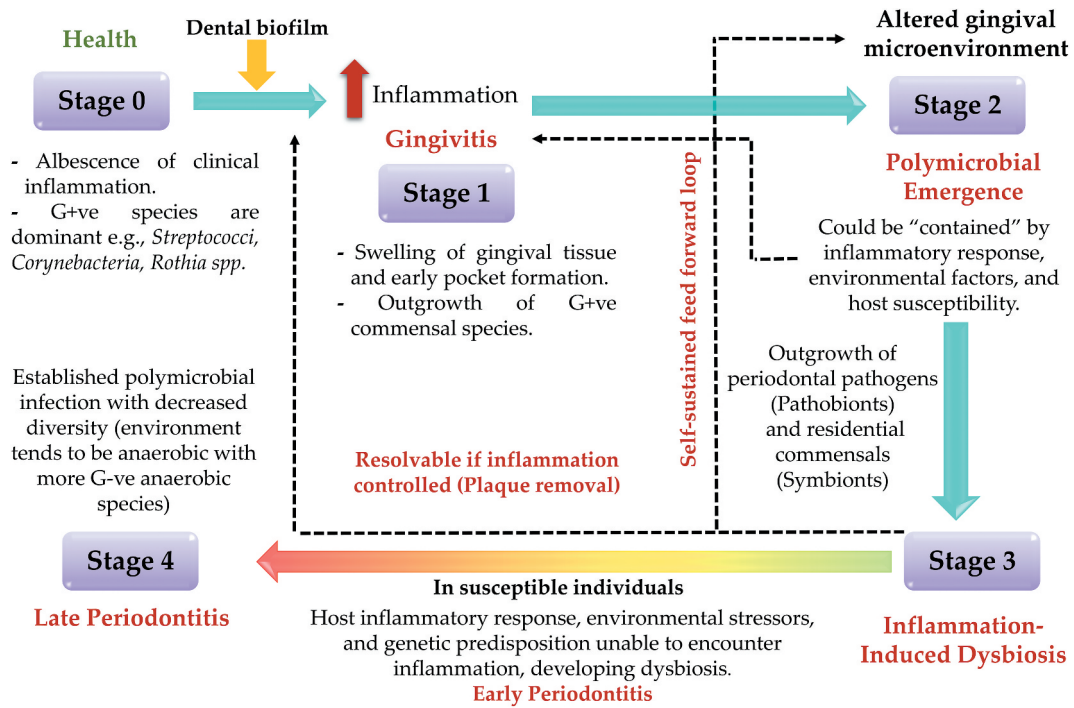 Health
Dental biofilm
Stage 0
- Albescence of clinical
inflammation.
- G+ve species are
dominant e.g., Streptococci,
Corynebacteria, Rothia spp.
Inflammation
Gingivitis
Stage 1
- Swelling of gingival tissue
and early pocket formation.
- Outgrowth of G+ve
commensal species.
Altered gingival
microenvironment
Stage 2
Polymicrobial
Emergence
Could be “contained” by
inflammatory response,
environmental factors, and
host susceptibility.
Self-sustained feed forward loop
Outgrowth of
periodontal pathogens
(Pathobionts)
and residential
commensals
(Symbionts)
Resolvable if inflammation
controlled (Plaque removal)
Stage 3
Inflammation-
Induced Dysbiosis
In susceptible individuals
Host inflammatory response, environmental stressors,
and genetic predisposition unable to encounter
inflammation, developing dysbiosis.
Early Periodontitis
Established polymicrobial
infection with decreased
diversity (environment
tends to be anaerobic with
more G-ve anaerobic
species)
Stage 4
Late Periodontitis